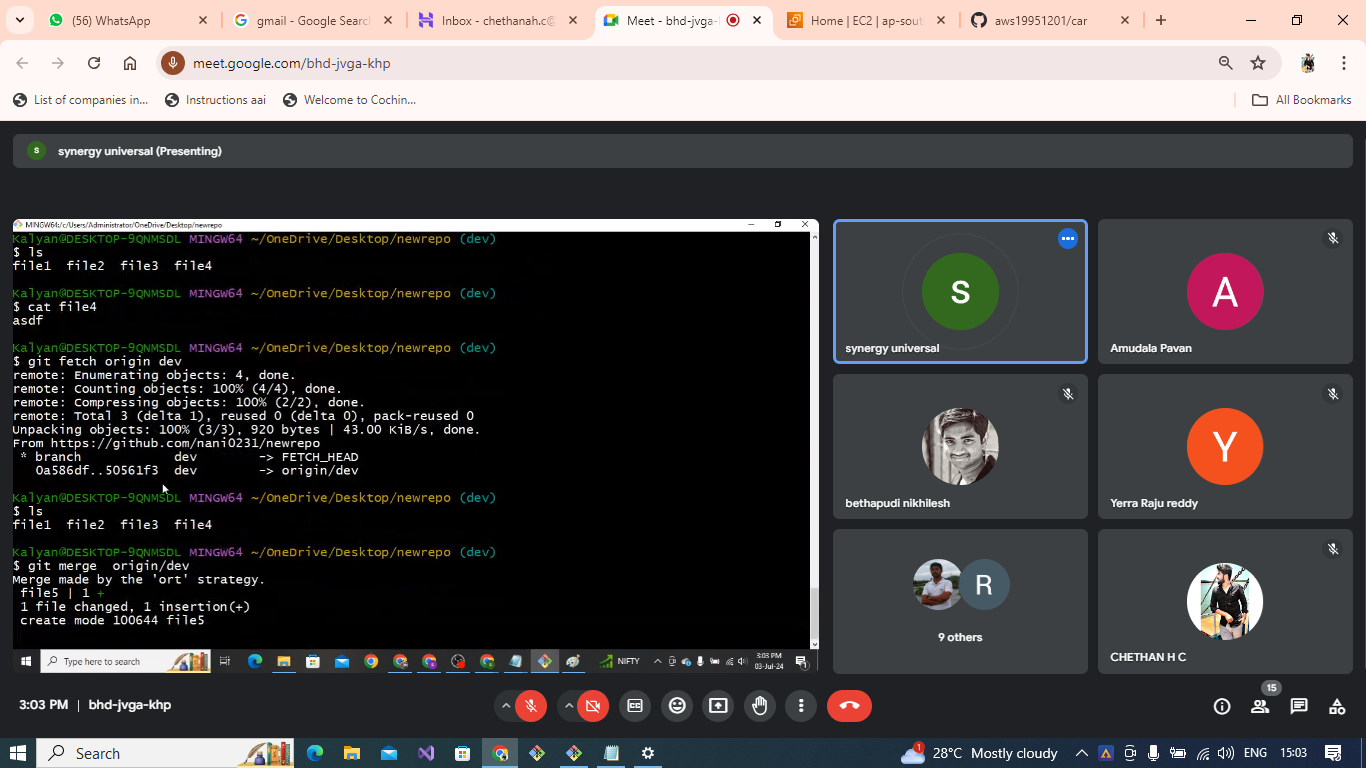 (56) WhatsApp
gmail - Google Search
Inbox - chethanah.c@
Meet - bhd-jvga-
Home | EC2 | ap-sout
aws19951201/car
meet.google.com/bhd-jvga-khp
List of companies in...
Instructions aai
Welcome to Cochin...
All Bookmarks
S
synergy universal (Presenting)
MINGW64:/c/Users/Administrator/OneDrive/Desktop/newrepo
Kalyan@DESKTOP-9QNMSDL MINGW64 ~/OneDrive/Desktop/newrepo (dev)
$ ls
file1 file2 file3 file4
Kalyan@DESKTOP-9QNMSDL MINGW64 ~/OneDrive/Desktop/newrepo (dev)
$ cat file4
asdf
Kalyan@DESKTOP-9QNMSDL MINGW64 ~/OneDrive/Desktop/newrepo (dev)
$ git fetch origin dev
remote: Enumerating objects: 4, done.
remote: Counting objects: 100% (4/4), done.
remote: Compressing objects: 100% (2/2), done.
remote: Total 3 (delta 1), reused 0 (delta 0), pack-reused 0
Unpacking objects: 100% (3/3), 920 bytes | 43.00 KiB/s, done.
From https://github.com/nani0231/newrepo
* branch dev -> FETCH_HEAD
0a586df..50561f3 dev -> origin/dev
Kalyan@DESKTOP-9QNMSDL MINGW64 ~/OneDrive/Desktop/newrepo (dev)
$ ls
file1 file2 file3 file4
Kalyan@DESKTOP-9QNMSDL MINGW64 ~/OneDrive/Desktop/newrepo (dev)
$ git merge origin/dev
Merge made by the 'ort' strategy.
file5 | 1 +
1 file changed, 1 insertion(+)
create mode 100644 file5
Type here to search
NIFTY
3:03 PM
03-Jul-24
S
synergy universal
A
Amudala Pavan
bethapudi nikhilesh
Y
Yerra Raju reddy
R
9 others
CHETHAN H C
3:03 PM | bhd-jvga-khp
15
Search
1
28°C Mostly cloudy
ENG
15:03